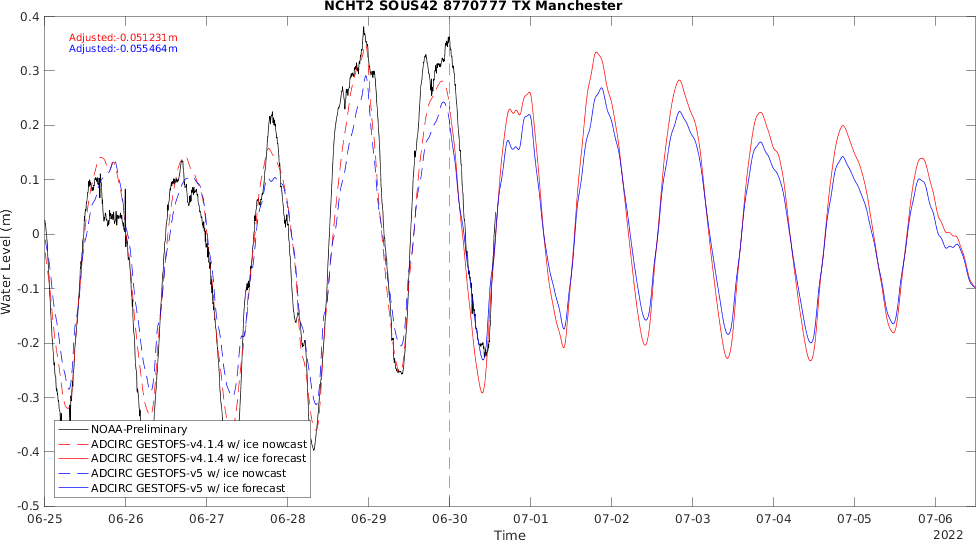 NCHT2 SOUS42 8770777 TX Manchester
Adjusted:-0.051231m
Adjusted:-0.055464m
0.4
0.3
0.2
0.1
0
-0.1
-0.2
-0.3
-0.4
-0.5
Water Level (m)
NOAA-Preliminary
ADCIRC GESTOFS-v4.1.4 w/ ice nowcast
ADCIRC GESTOFS-v4.1.4 w/ ice forecast
ADCIRC GESTOFS-v5 w/ ice nowcast
ADCIRC GESTOFS-v5 w/ ice forecast
06-25 06-26 06-27 06-28 06-29 06-30 07-01 07-02 07-03 07-04 07-05 07-06
Time
2022